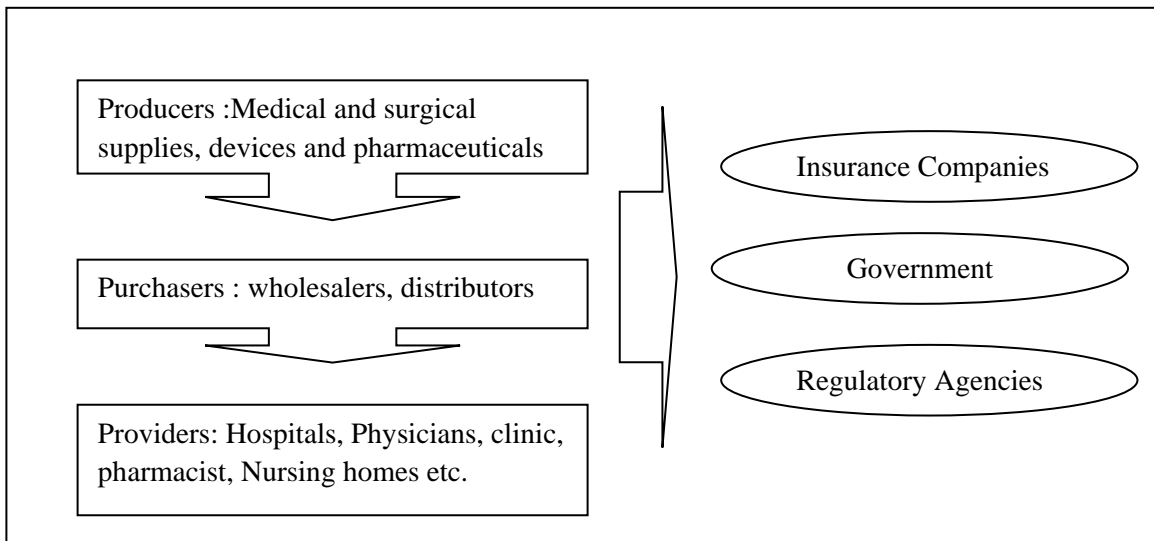 Producers :Medical and surgical
supplies, devices and pharmaceuticals
Purchasers : wholesalers, distributors
Providers: Hospitals, Physicians, clinic,
pharmacist, Nursing homes etc.
Insurance Companies
Government
Regulatory Agencies